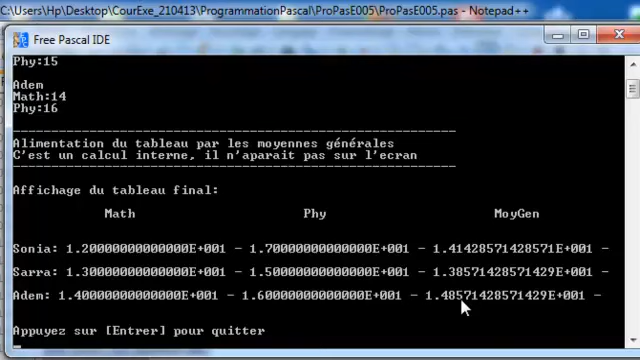 C:\Users\Hp\Desktop\CourExe_210413\ProgrammationPascal\ProPasE005\ProPasE005.pas - Notepad++
Free Pascal IDE
Phy:15
Adem
Math:14
Phy:16
----------------------------------------------------------------
Alimentation du tableau par les moyennes générales
C'est un calcul interne, il n'aparait pas sur l'ecran
----------------------------------------------------------------
Affichage du tableau final:
Math Phy MoyGen
Sonia: 1.20000000000000E+001 - 1.70000000000000E+001 - 1.41428571428571E+001 -
Sarra: 1.30000000000000E+001 - 1.50000000000000E+001 - 1.38571428571429E+001 -
Adem: 1.40000000000000E+001 - 1.60000000000000E+001 - 1.48571428571429E+001 -
Appuyez sur [Entrer] pour quitter